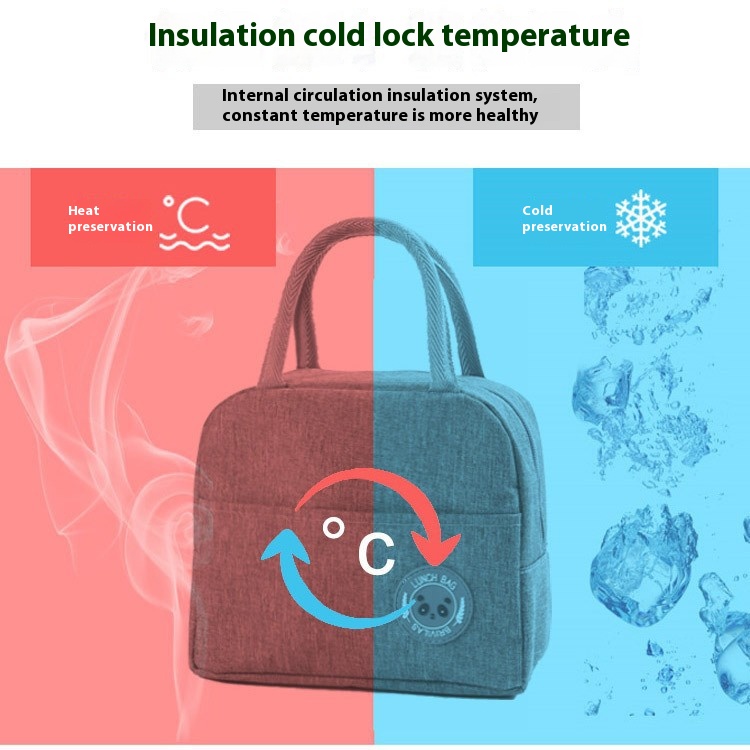 Insulation cold lock temperature
Internal circulation insulation system,
constant temperature is more healthy
Heat
preservation
°C
Cold
preservation
°C
LUNCH BAG
BRIVILAS